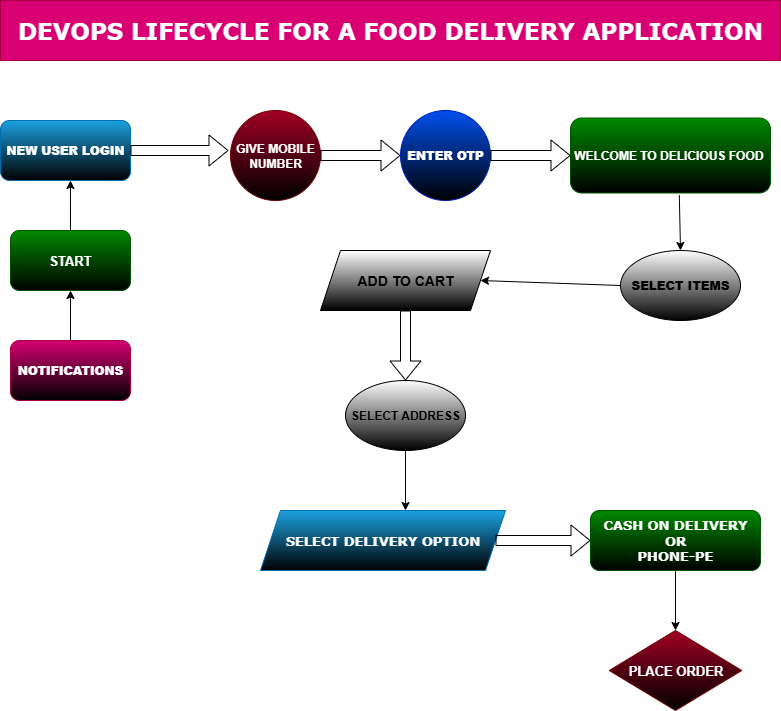 DEVOPS LIFECYCLE FOR A FOOD DELIVERY APPLICATION
NEW USER LOGIN
GIVE MOBILE
NUMBER
ENTER OTP
WELCOME TO DELICIOUS FOOD
START
ADD TO CART
SELECT ITEMS
NOTIFICATIONS
SELECT ADDRESS
SELECT DELIVERY OPTION
CASH ON DELIVERY
OR
PHONE-PE
PLACE ORDER